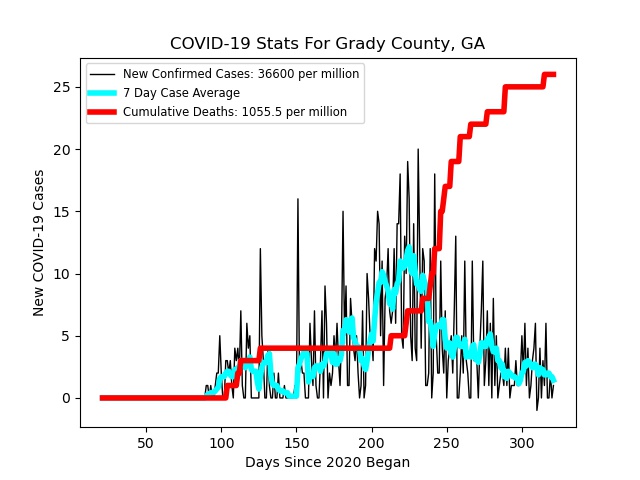 COVID-19 Stats For Grady County, GA
New Confirmed Cases: 36600 per million
7 Day Case Average
Cumulative Deaths: 1055.5 per million
New COVID-19 Cases
25
20
15
10
5
0
50 100 150 200 250 300
Days Since 2020 Began